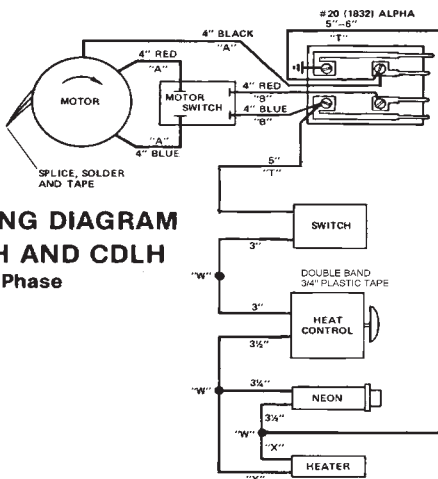 #20 (1832) ALPHA
5"-6"
"T"
4" BLACK
"A"
4" RED
"A"
MOTOR
MOTOR
SWITCH
4" RED
"B"
4" BLUE
"B"
"A"
4" BLUE
SPLICE, SOLDER
AND TAPE
5"
"T"
NG DIAGRAM
H AND CDLH
Phase
SWITCH
3"
"W"
DOUBLE BAND
3/4" PLASTIC TAPE
3"
HEAT
CONTROL
3½"
"W"
3¼"
NEON
3½"
"W"
"X"
HEATER
"X"